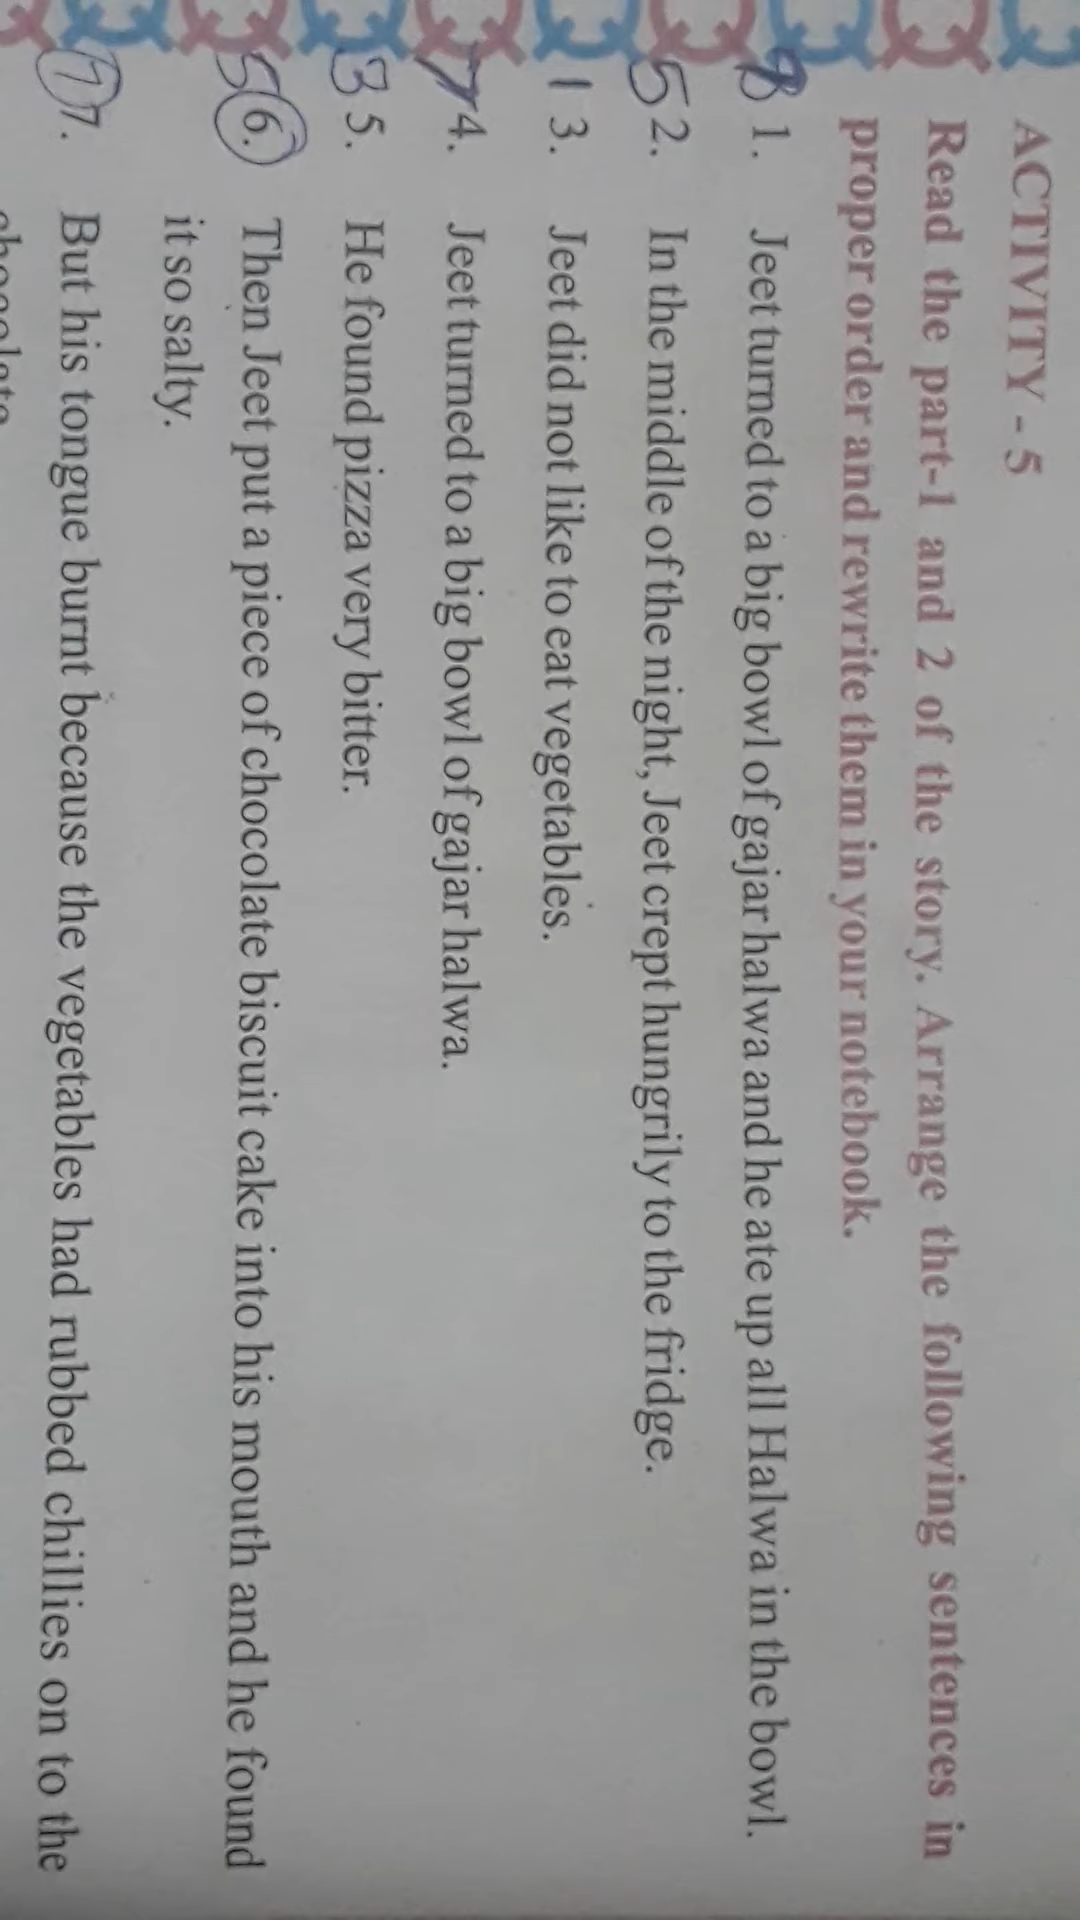 ACTIVITY - 5
Read the part-1 and 2 of the story. Arrange the following sentences in
proper order and rewrite them in your notebook.
8 1. Jeet turned to a big bowl of gajar halwa and he ate up all Halwa in the bowl.
5 2. In the middle of the night, Jeet crept hungrily to the fridge.
1 3. Jeet did not like to eat vegetables.
7 4. Jeet turned to a big bowl of gajar halwa.
3 5. He found pizza very bitter.
5 6. Then Jeet put a piece of chocolate biscuit cake into his mouth and he found
it so salty.
7 7. But his tongue burnt because the vegetables had rubbed chillies on to the